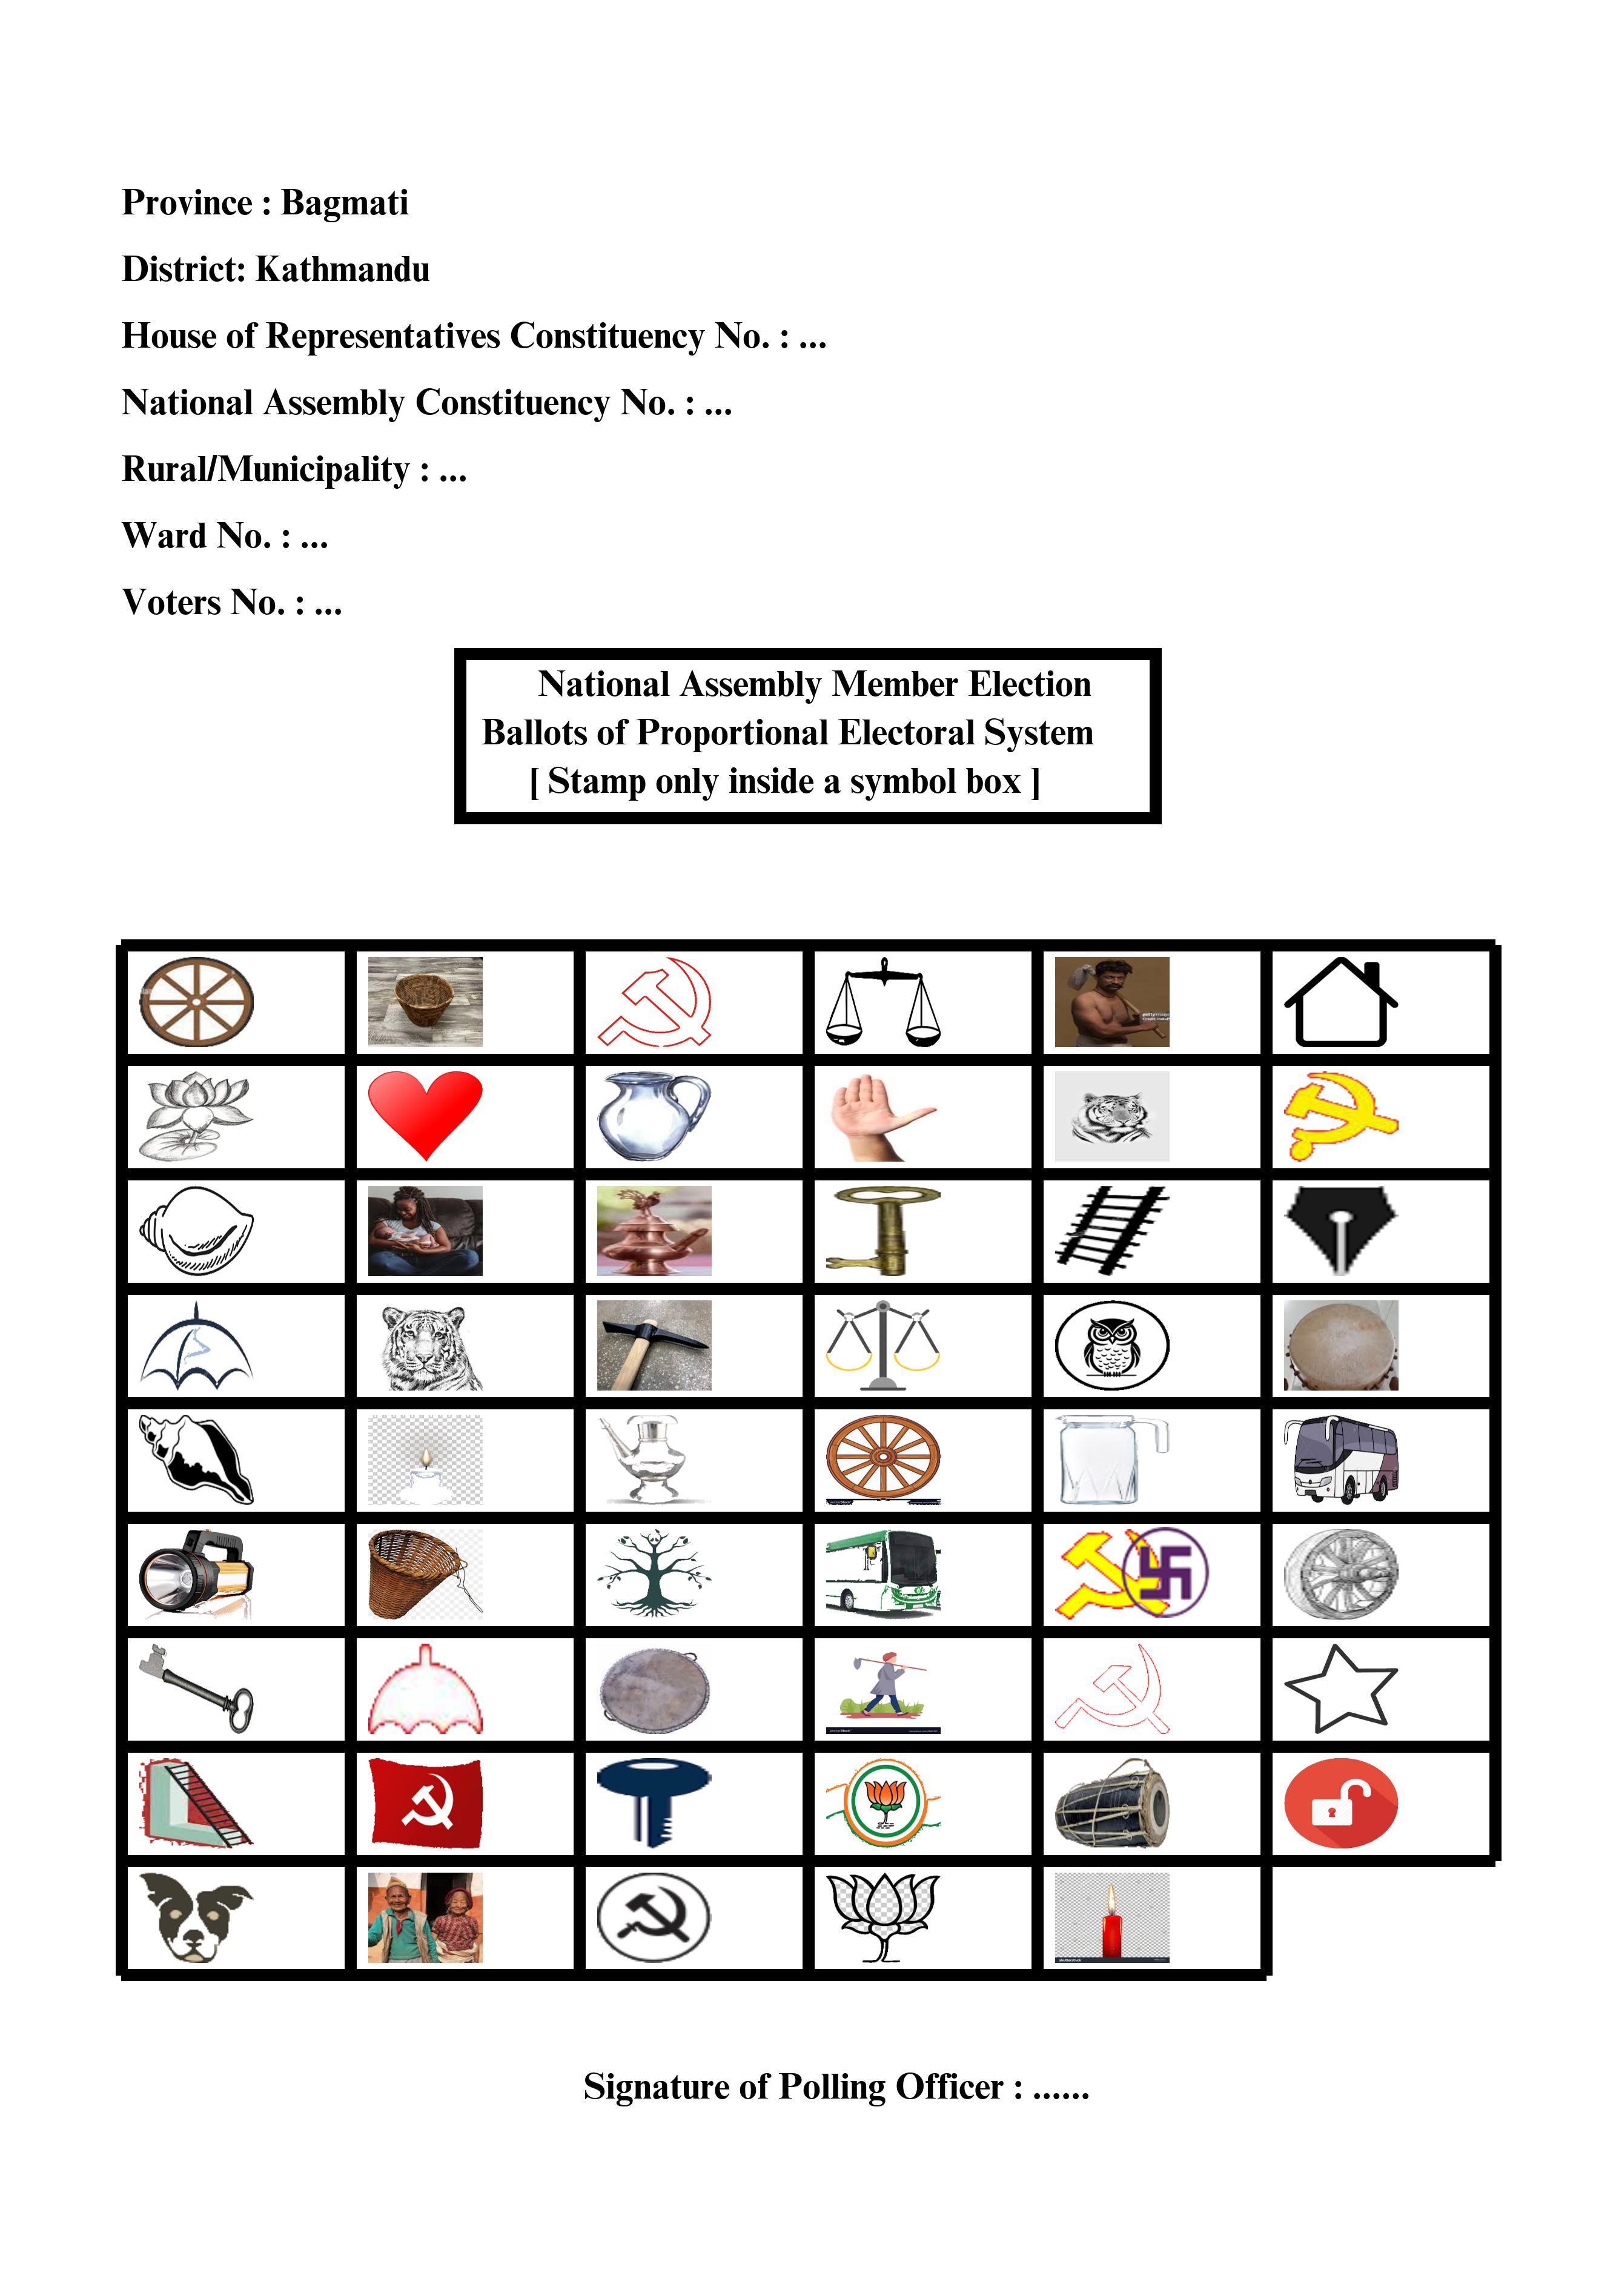 Province : Bagmati
District: Kathmandu
House of Representatives Constituency No. : ...
National Assembly Constituency No. : ...
Rural/Municipality : ...
Ward No. : ...
Voters No. : ...
National Assembly Member Election
Ballots of Proportional Electoral System
[ Stamp only inside a symbol box ]
Signature of Polling Officer : ......